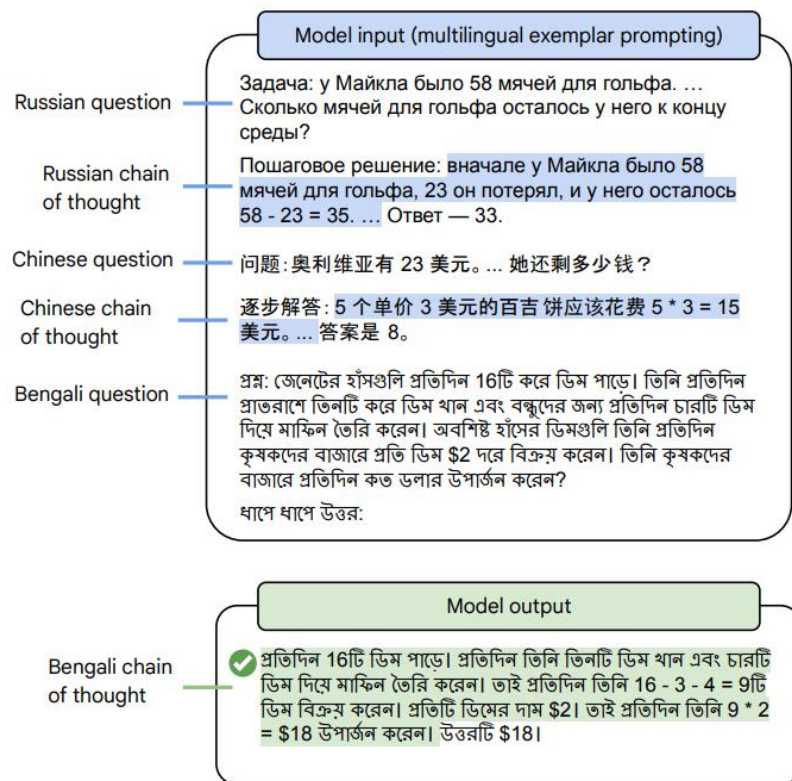 Model input (multilingual exemplar prompting)
Russian question
Задача: у Майкла было 58 мячей для гольфа. ...
Сколько мячей для гольфа осталось у него к концу
среды?
Russian chain
of thought
Пошаговое решение: вначале у Майкла было 58
мячей для гольфа, 23 он потерял, и у него осталось
58 - 23 = 35. ... Ответ — 33.
Chinese question
问题:奥利维亚有 23 美元。... 她还剩多少钱?
Chinese chain
of thought
逐步解答: 5 个单价 3 美元的百吉饼应该花费 5 * 3 = 15
美元。... 答案是 8。
Bengali question
প্রশ্ন: জেনেটের হাঁসগুলি প্রতিদিন 16টি করে ডিম পাড়ে। তিনি প্রতিদিন
প্রাতরাশে তিনটি করে ডিম খান এবং বন্ধুদের জন্য প্রতিদিন চারটি ডিম
দিয়ে মাফিন তৈরি করেন। অবশিষ্ট হাঁসের ডিমগুলি তিনি প্রতিদিন
কৃষকদের বাজারে প্রতি ডিম $2 দরে বিক্রয় করেন। তিনি কৃষকদের
বাজারে প্রতিদিন কত ডলার উপার্জন করেন?
ধাপে ধাপে উত্তর:
Model output
Bengali chain
of thought
প্রতিদিন 16টি ডিম পাড়ে। প্রতিদিন তিনি তিনটি ডিম খান এবং চারটি
ডিম দিয়ে মাফিন তৈরি করেন। তাই প্রতিদিন তিনি 16 - 3 - 4 = 9টি
ডিম বিক্রয় করেন। প্রতিটি ডিমের দাম $2। তাই প্রতিদিন তিনি 9 * 2
= $18 উপার্জন করেন। উত্তরটি $18।